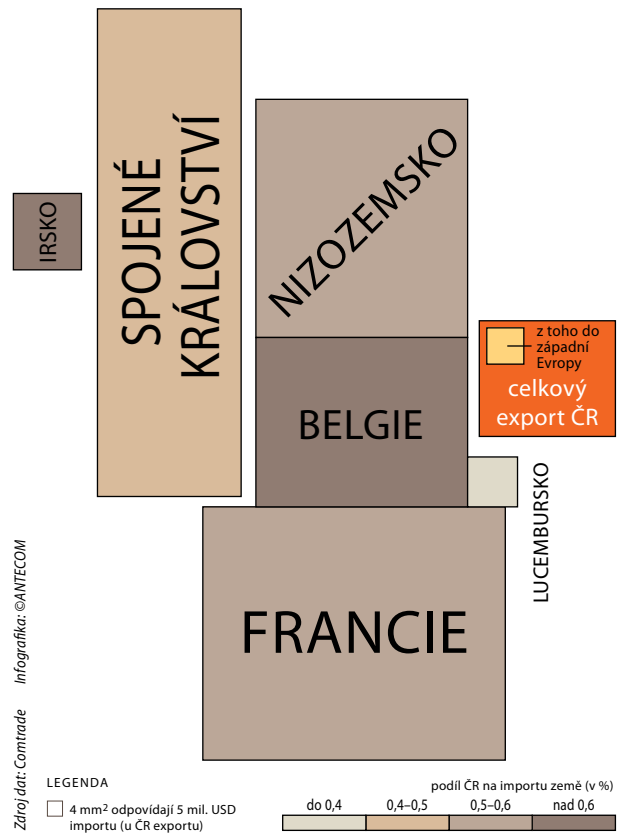 SPOJENÉ
KRÁLOVSTVÍ
IRSKO
NIZOZEMSKO
z toho do
západní
Evropy
celkový
export ČR
BELGIE
LUCEMBURSKO
FRANCIE
Zdroj dat: Comtrade Infografika: ©ANTECOM
LEGENDA
4 mm² odpovídají 5 mil. USD
importu (u ČR exportu)
podíl ČR na importu země (v %)
do 0,4 0,4–0,5 0,5–0,6 nad 0,6